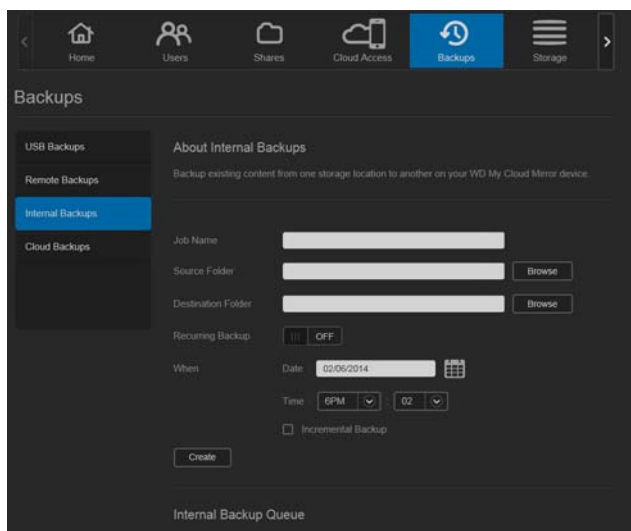 Home Users Shares Cloud Access Backups Storage
Backups
USB Backups
Remote Backups
Internal Backups
Cloud Backups
About Internal Backups
Backup existing content from one storage location to another on your WD My Cloud Mirror device.
Job Name
Source Folder Browse
Destination Folder Browse
Recurring Backup OFF
When Date 02/06/2014
Time 6PM : 02
Incremental Backup
Create
Internal Backup Queue